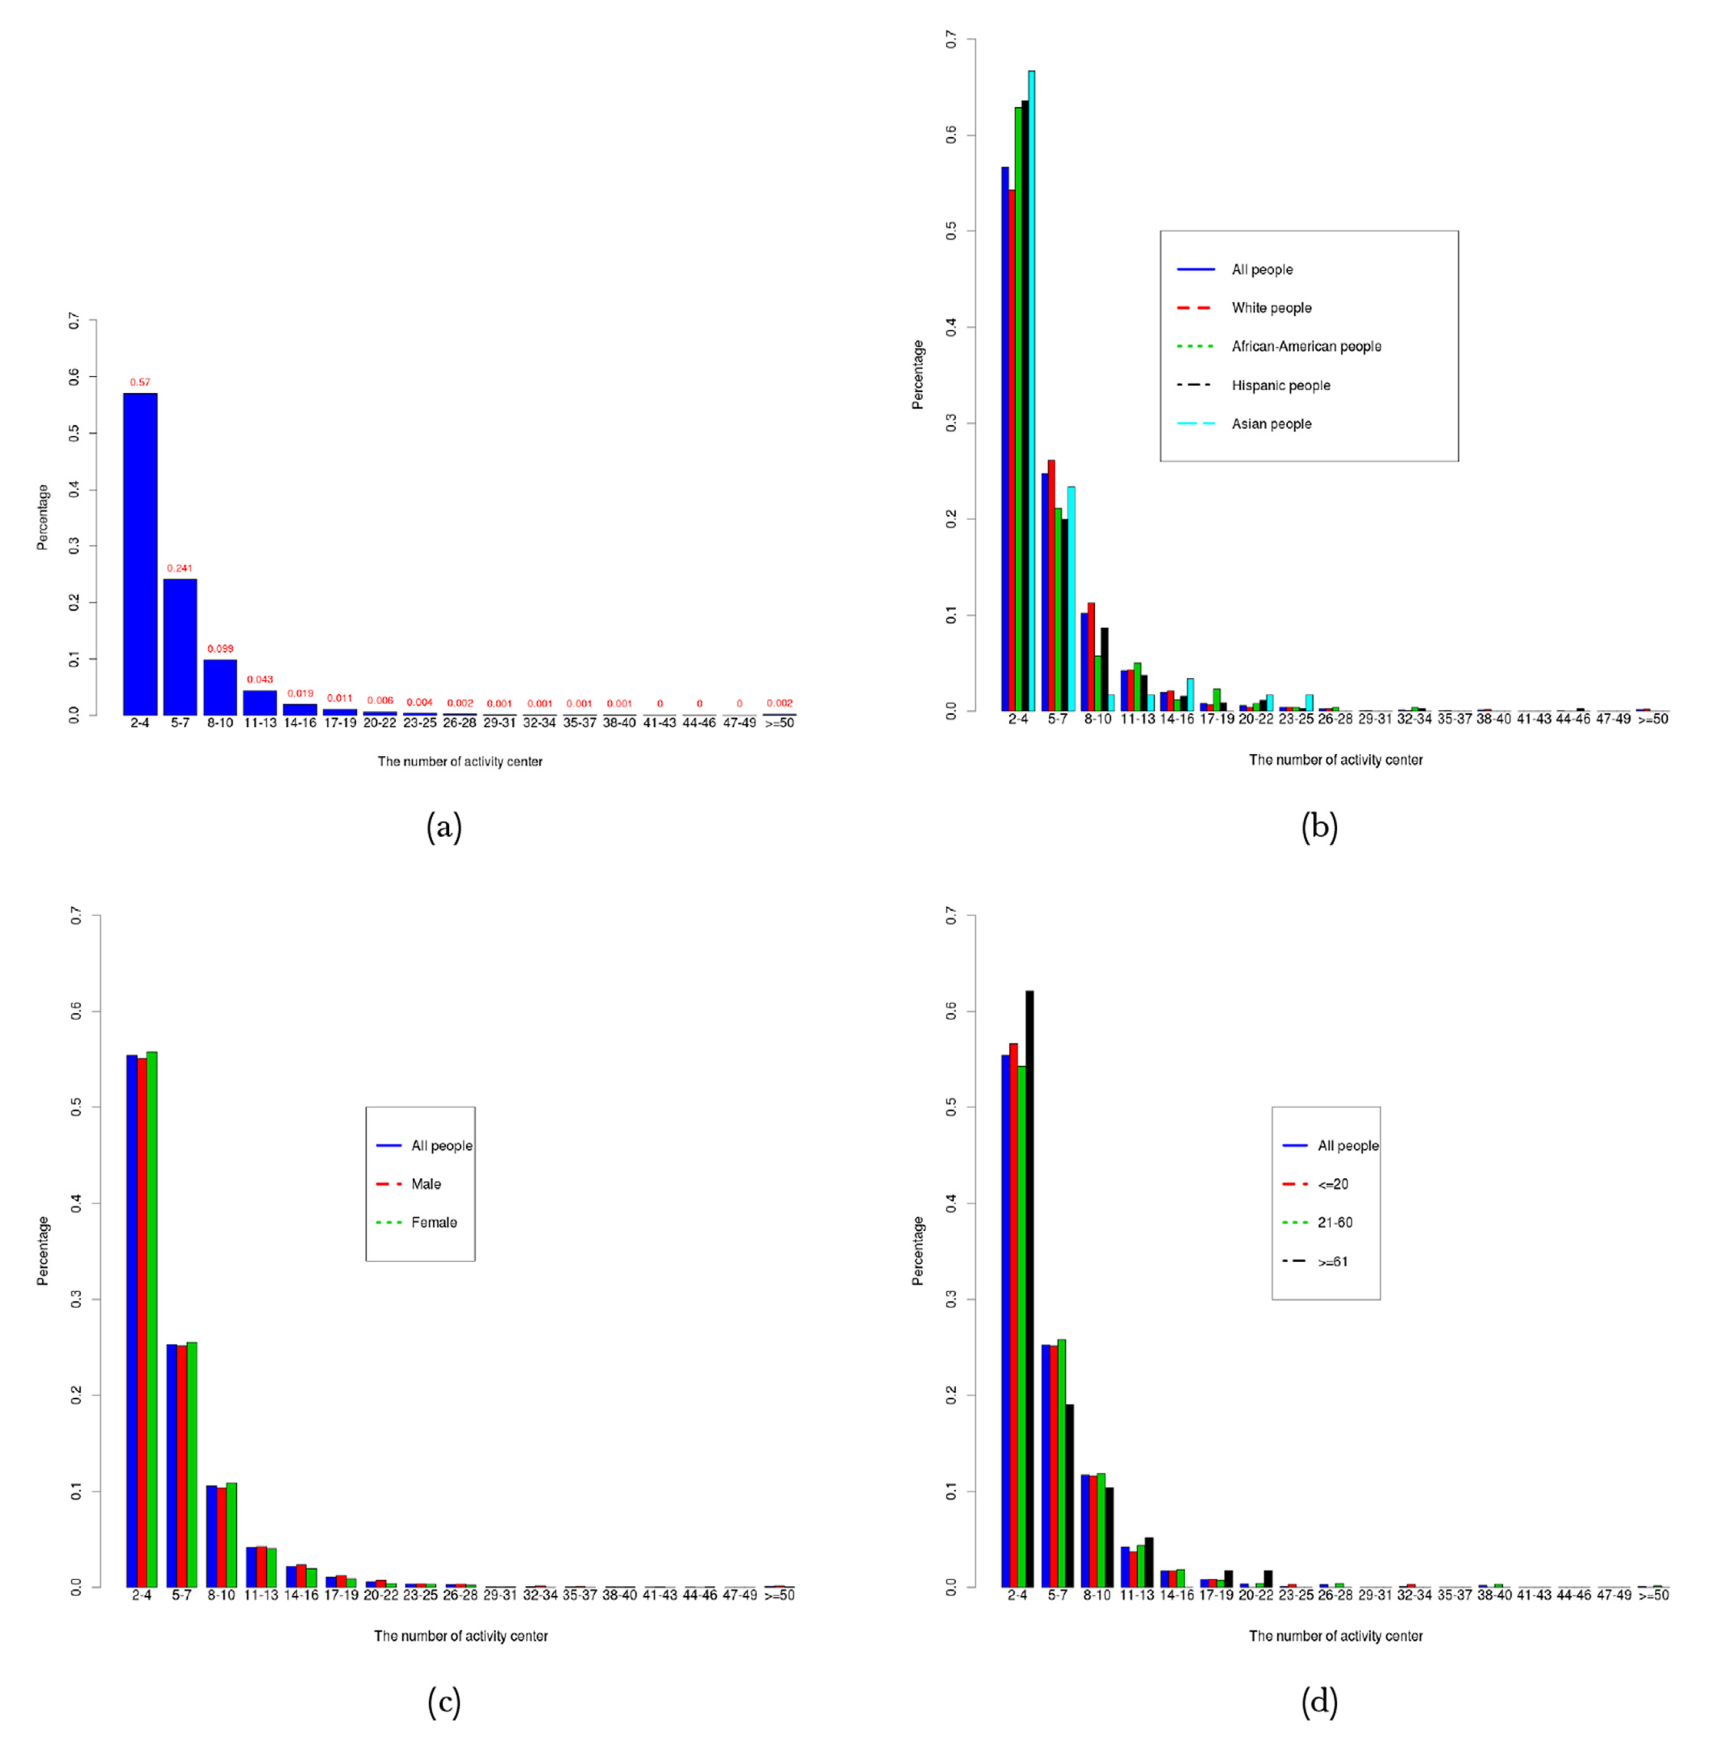 0.57
0.241
0.099
0.043
0.019
0.011
0.006
0.004
0.002
0.001
0.001
0.001
0.001
0
0
0
0.002
0.0 0.1 0.2 0.3 0.4 0.5 0.6 0.7
Percentage
2-4 5-7 8-10 11-13 14-16 17-19 20-22 23-25 26-28 29-31 32-34 35-37 38-40 41-43 44-46 47-49 >=50
The number of activity center
(a)
0.0 0.1 0.2 0.3 0.4 0.5 0.6 0.7
Percentage
All people
White people
African-American people
Hispanic people
Asian people
2-4 5-7 8-10 11-13 14-16 17-19 20-22 23-25 26-28 29-31 32-34 35-37 38-40 41-43 44-46 47-49 >=50
The number of activity center
(b)
0.0 0.1 0.2 0.3 0.4 0.5 0.6 0.7
Percentage
All people
Male
Female
2-4 5-7 8-10 11-13 14-16 17-19 20-22 23-25 26-28 29-31 32-34 35-37 38-40 41-43 44-46 47-49 >=50
The number of activity center
(c)
0.0 0.1 0.2 0.3 0.4 0.5 0.6 0.7
Percentage
All people
<=20
21-60
>=61
2-4 5-7 8-10 11-13 14-16 17-19 20-22 23-25 26-28 29-31 32-34 35-37 38-40 41-43 44-46 47-49 >=50
The number of activity center
(d)